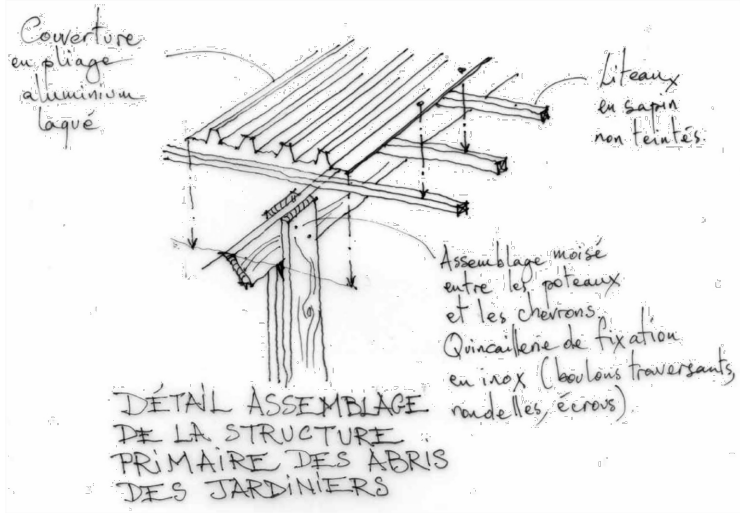 Couverture
en pliage
aluminium
laqué
Liteaux
en sapin
non teintés.
Assemblage moisé
entre les poteaux
et les chevrons.
Quincaillerie de fixation
en inox (boulons traversants,
rondelles, écrous).
DÉTAIL ASSEMBLAGE
DE LA STRUCTURE
PRIMAIRE DES ABRIS
DES JARDINIERS